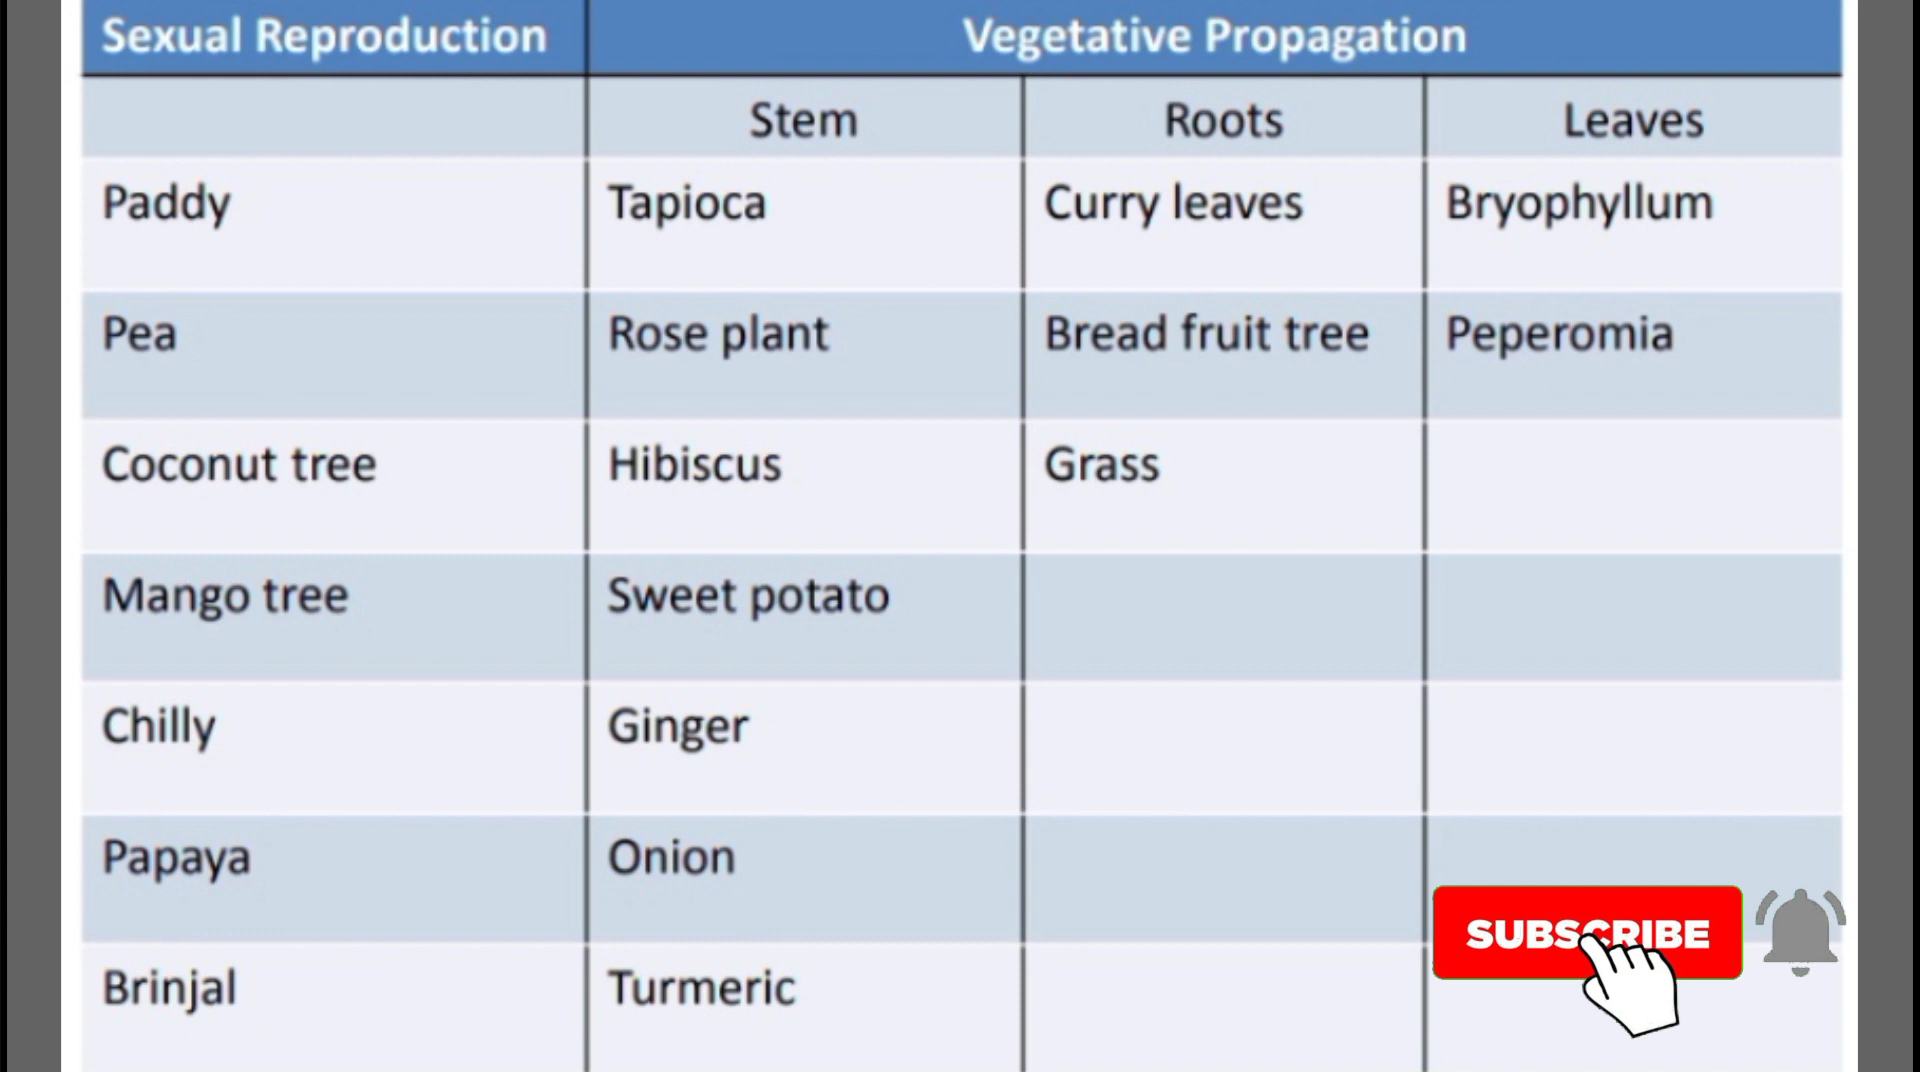 Sexual Reproduction Vegetative Propagation
Stem Roots Leaves
Paddy Tapioca Curry leaves Bryophyllum
Pea Rose plant Bread fruit tree Peperomia
Coconut tree Hibiscus Grass
Mango tree Sweet potato
Chilly Ginger
Papaya Onion
SUBSCRIBE
Brinjal Turmeric